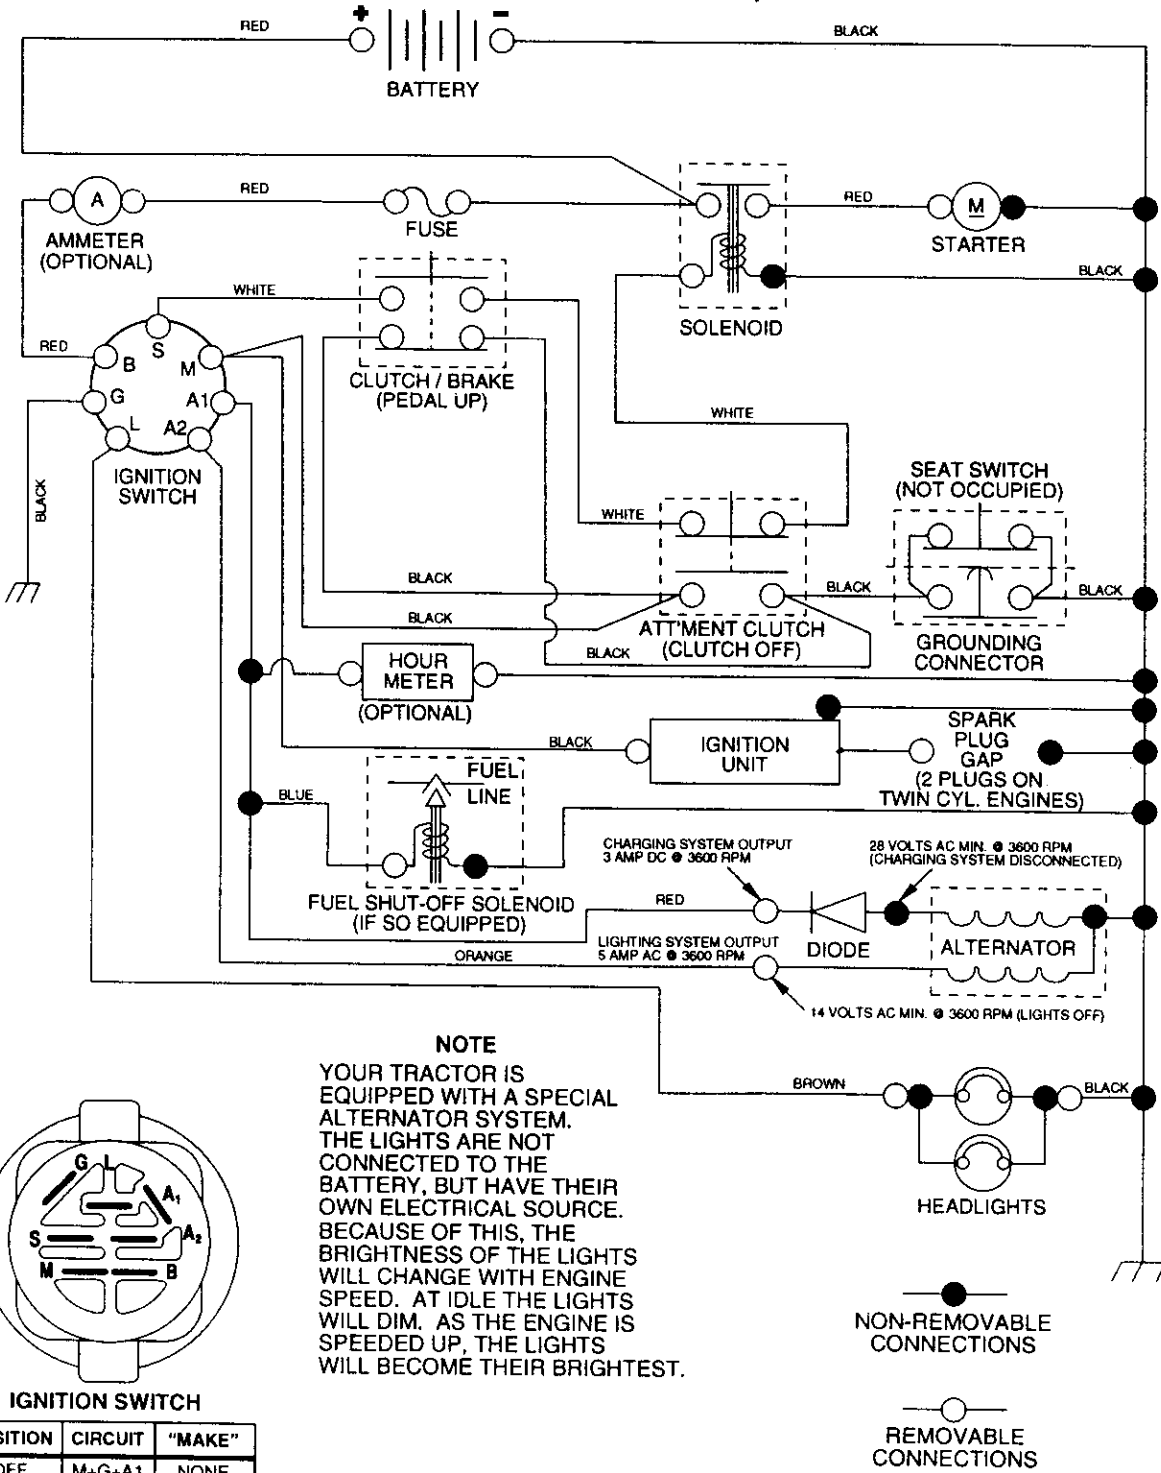 + -
RED
BLACK
BATTERY
A
RED
FUSE
RED
M
AMMETER
(OPTIONAL)
STARTER
BLACK
WHITE
SOLENOID
RED
B
S
M
G
A1
L
A2
CLUTCH / BRAKE
(PEDAL UP)
WHITE
IGNITION
SWITCH
BLACK
SEAT SWITCH
(NOT OCCUPIED)
WHITE
BLACK
BLACK
BLACK
BLACK
ATT'MENT CLUTCH
(CLUTCH OFF)
GROUNDING
CONNECTOR
BLACK
HOUR
METER
(OPTIONAL)
BLACK
IGNITION
UNIT
SPARK
PLUG
GAP
(2 PLUGS ON
TWIN CYL. ENGINES)
FUEL
LINE
BLUE
CHARGING SYSTEM OUTPUT
3 AMP DC @ 3600 RPM
28 VOLTS AC MIN. @ 3600 RPM
(CHARGING SYSTEM DISCONNECTED)
FUEL SHUT-OFF SOLENOID
(IF SO EQUIPPED)
RED
DIODE
ALTERNATOR
LIGHTING SYSTEM OUTPUT
5 AMP AC @ 3600 RPM
ORANGE
14 VOLTS AC MIN. @ 3600 RPM (LIGHTS OFF)
NOTE
YOUR TRACTOR IS
EQUIPPED WITH A SPECIAL
ALTERNATOR SYSTEM.
THE LIGHTS ARE NOT
CONNECTED TO THE
BATTERY, BUT HAVE THEIR
OWN ELECTRICAL SOURCE.
BECAUSE OF THIS, THE
BRIGHTNESS OF THE LIGHTS
WILL CHANGE WITH ENGINE
SPEED. AT IDLE THE LIGHTS
WILL DIM. AS THE ENGINE IS
SPEEDED UP, THE LIGHTS
WILL BECOME THEIR BRIGHTEST.
BROWN
BLACK
HEADLIGHTS
G L
A1
S
A2
M
B
IGNITION SWITCH
SITION CIRCUIT "MAKE"
OFF M+G+A1 NONE
NON-REMOVABLE
CONNECTIONS
REMOVABLE
CONNECTIONS